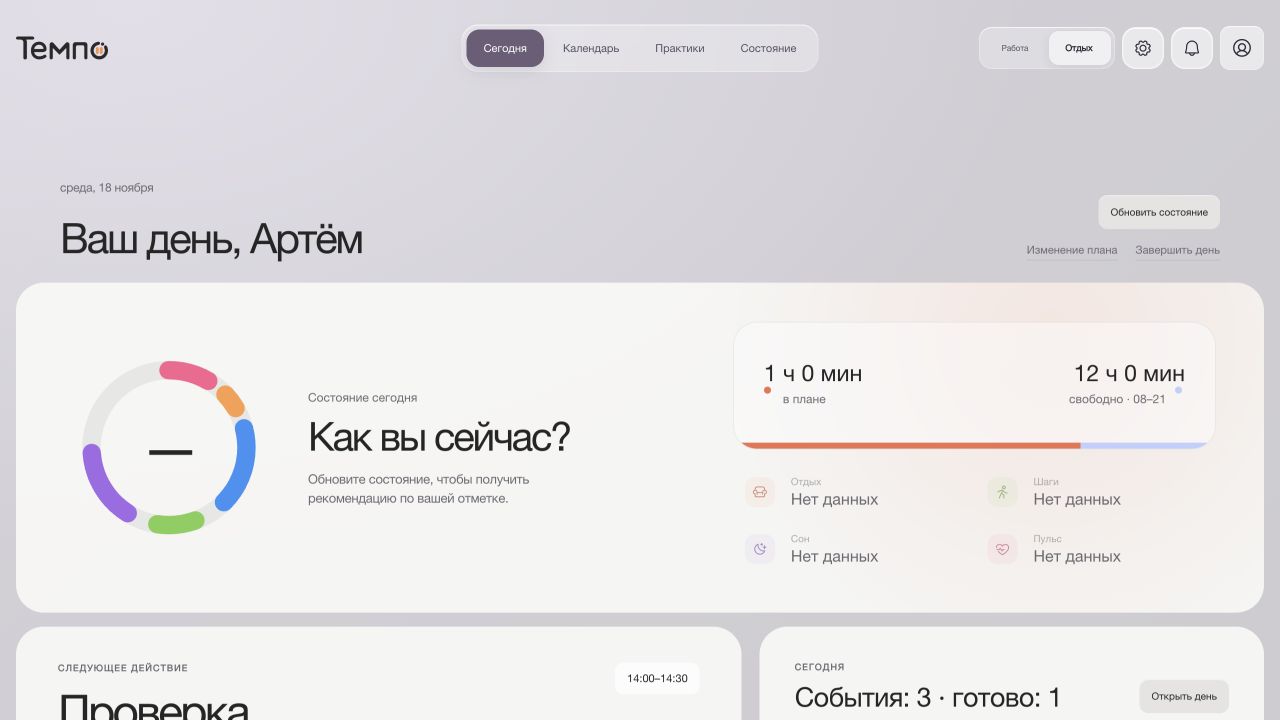 Темпо
Сегодня
Календарь
Практики
Состояние
Работа
Отдых
среда, 18 ноября
Ваш день, Артём
Обновить состояние
Изменение плана
Завершить день
—
Состояние сегодня
Как вы сейчас?
Обновите состояние, чтобы получить
рекомендацию по вашей отметке.
1 ч 0 мин
в плане
12 ч 0 мин
свободно · 08–21
Отдых
Нет данных
Шаги
Нет данных
Сон
Нет данных
Пульс
Нет данных
СЛЕДУЮЩЕЕ ДЕЙСТВИЕ
14:00–14:30
Проверка
СЕГОДНЯ
События: 3 · готово: 1
Открыть день